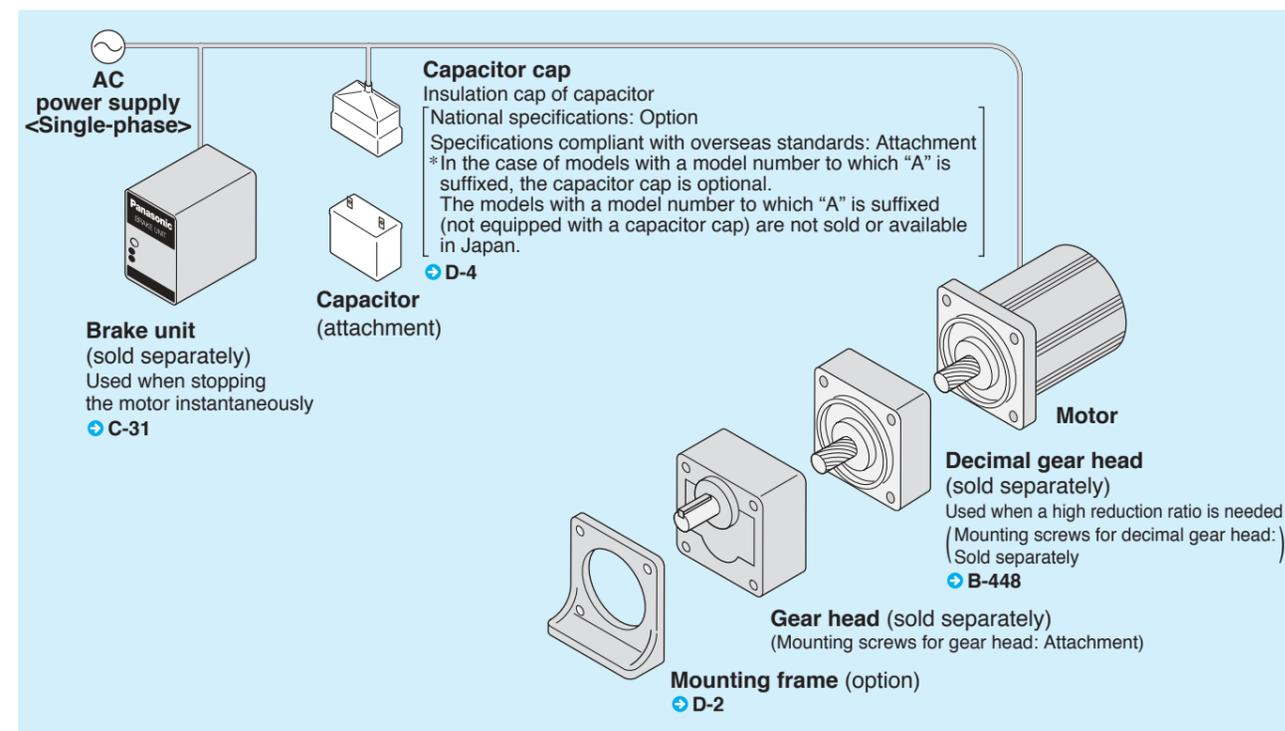 AC
power supply
<Single-phase>
Capacitor cap
Insulation cap of capacitor
National specifications: Option
Specifications compliant with overseas standards: Attachment
*In the case of models with a model number to which “A” is
suffixed, the capacitor cap is optional.
The models with a model number to which “A” is suffixed
(not equipped with a capacitor cap) are not sold or available
in Japan.
D-4
Panasonic
BRAKE UNIT
Capacitor
(attachment)
Brake unit
(sold separately)
Used when stopping
the motor instantaneously
C-31
Motor
Decimal gear head
(sold separately)
Used when a high reduction ratio is needed
(Mounting screws for decimal gear head:)
Sold separately
B-448
Gear head (sold separately)
(Mounting screws for gear head: Attachment)
Mounting frame (option)
D-2